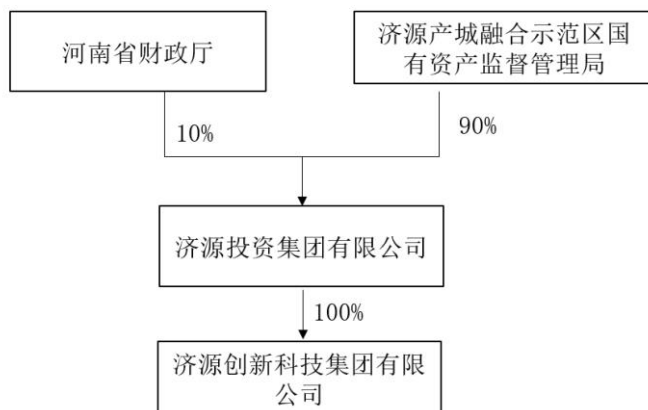 河南省财政厅
济源产城融合示范区国
有资产监督管理局
10%
90%
济源投资集团有限公司
100%
济源创新科技集团有限
公司